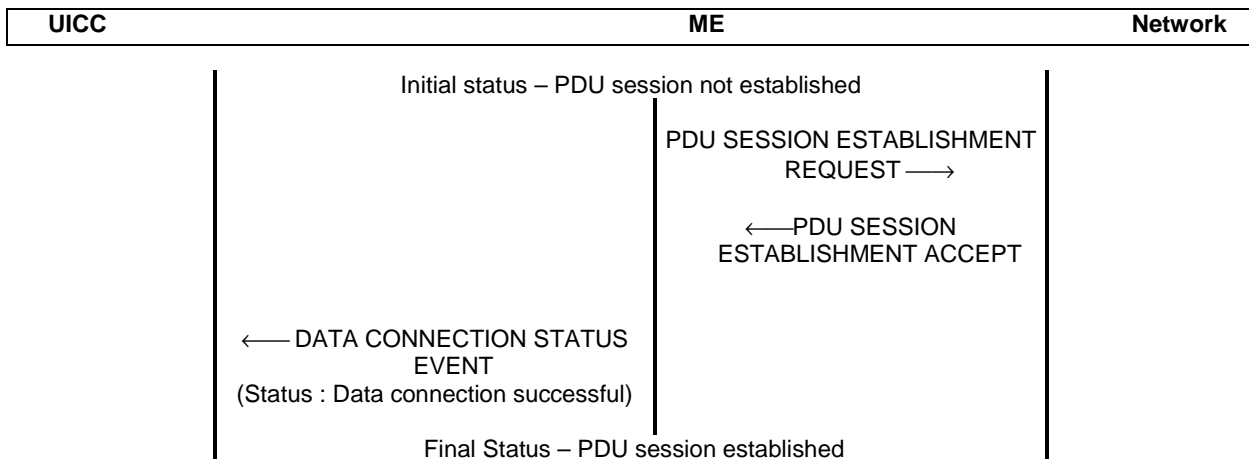 UICC ME Network
Initial status – PDU session not established
PDU SESSION ESTABLISHMENT
REQUEST ⟶
⟵PDU SESSION
ESTABLISHMENT ACCEPT
⟵ DATA CONNECTION STATUS
EVENT
(Status : Data connection successful)
Final Status – PDU session established